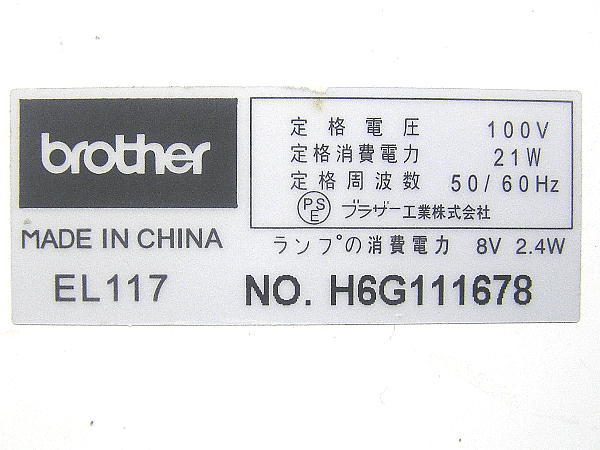 brother
MADE IN CHINA
EL117
定格電圧 100V
定格消費電力 21W
定格周波数 50/60Hz
PSE ブラザー工業株式会社
ランプの消費電力 8V 2.4W
NO. H6G111678